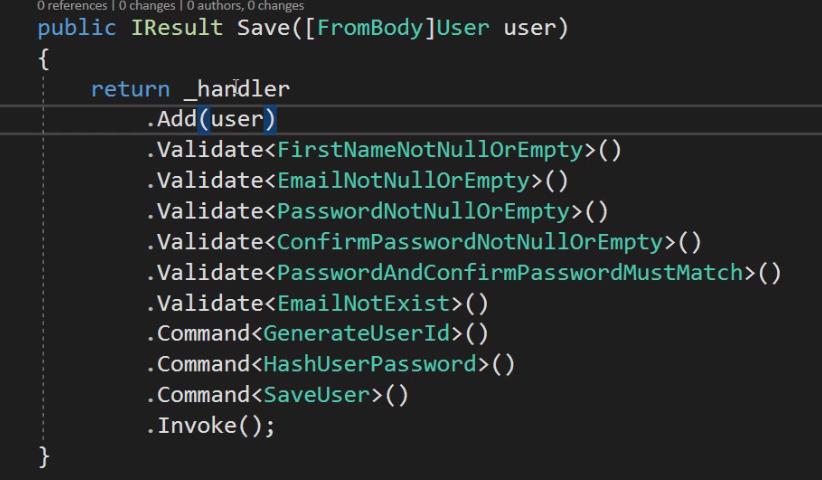 0 references | 0 changes | 0 authors, 0 changes
public IResult Save([FromBody]User user)
{
return _handler
.Add(user)
.Validate<FirstNameNotNullOrEmpty>()
.Validate<EmailNotNullOrEmpty>()
.Validate<PasswordNotNullOrEmpty>()
.Validate<ConfirmPasswordNotNullOrEmpty>()
.Validate<PasswordAndConfirmPasswordMustMatch>()
.Validate<EmailNotExist>()
.Command<GenerateUserId>()
.Command<HashUserPassword>()
.Command<SaveUser>()
.Invoke();
}